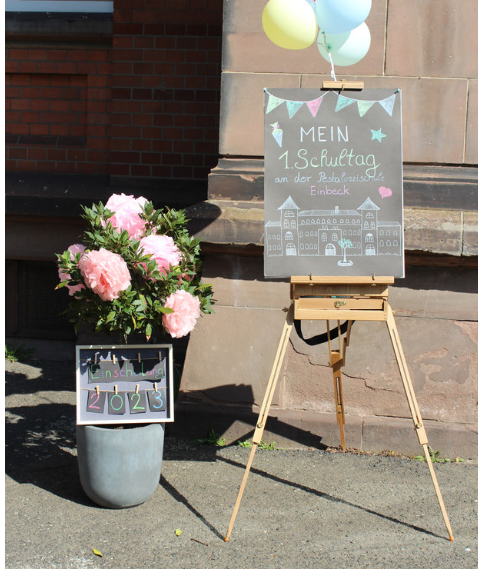 MEIN
1. Schultag
an der Pestalozzischule
Einbeck
Einschulung
2023